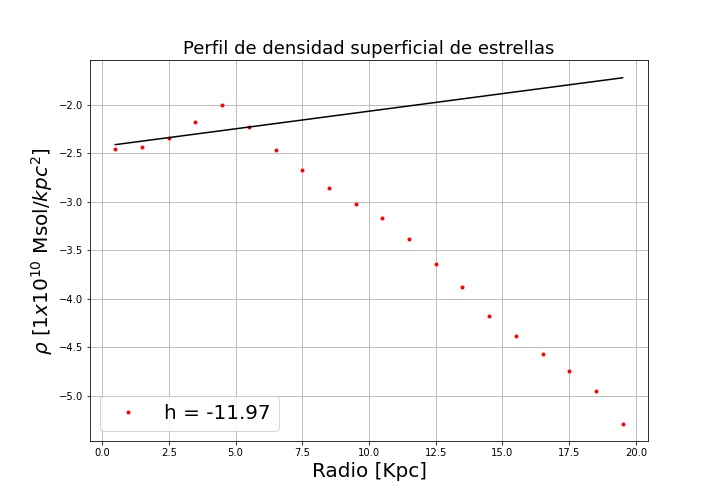 Perfil de densidad superficial de estrellas
ρ [1x10^{10} Msol/kpc^2]
-2.0
-2.5
-3.0
-3.5
-4.0
-4.5
-5.0
h = -11.97
0.0 2.5 5.0 7.5 10.0 12.5 15.0 17.5 20.0
Radio [Kpc]